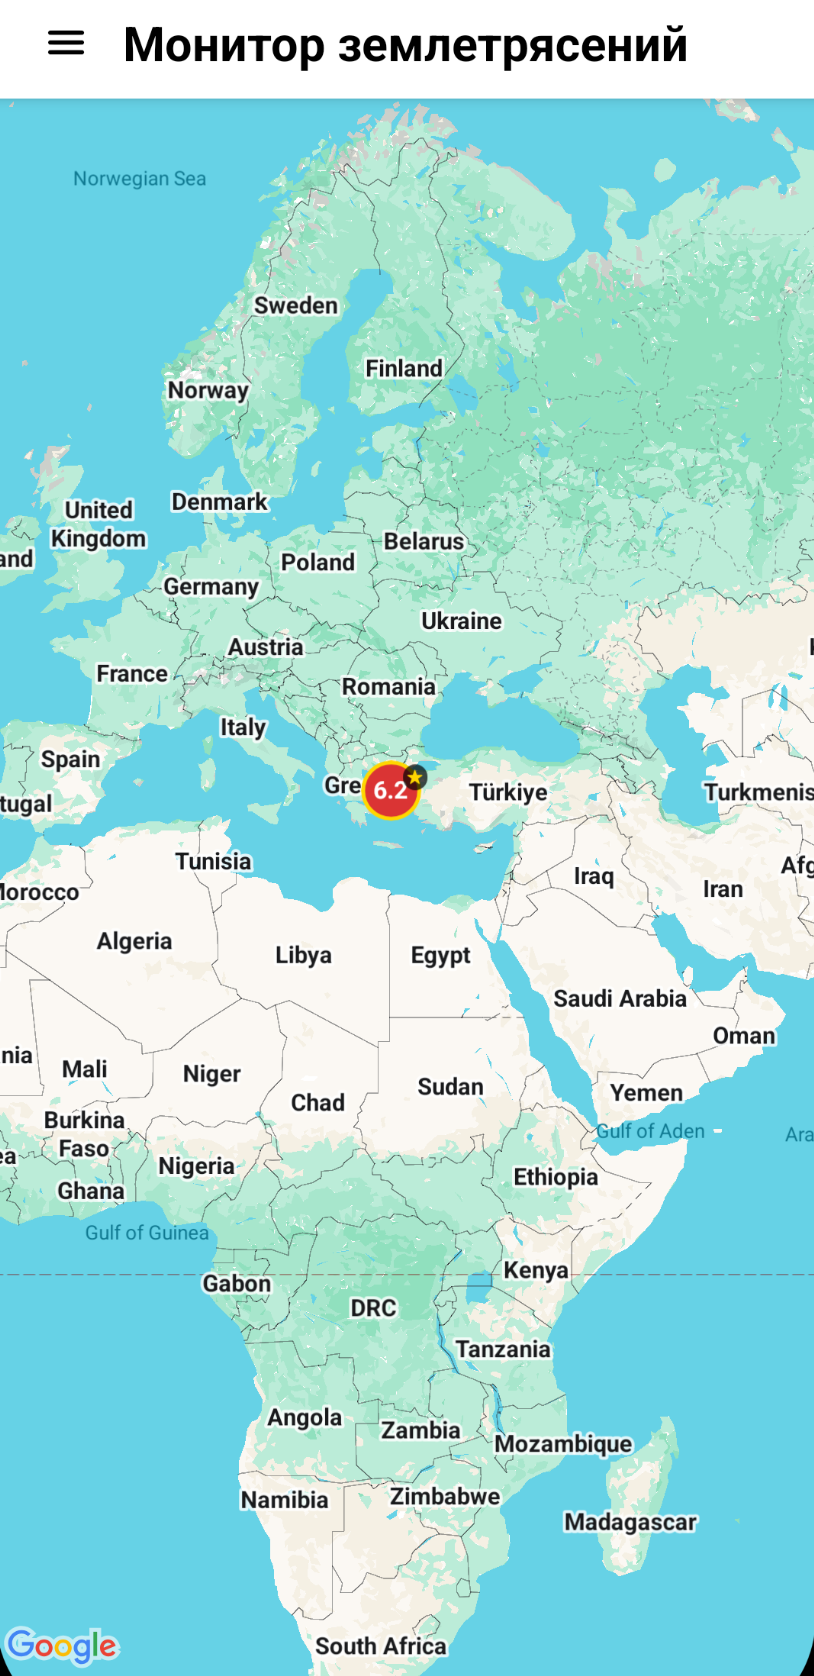 Монитор землетрясений
Norwegian Sea
Sweden
Finland
Norway
Denmark
United
Kingdom
and
Belarus
Poland
Germany
Ukraine
Austria
France
Romania
Italy
Spain
Gre
6.2
Türkiye
Turkmenis
tugal
Tunisia
Afg
Iraq
Iran
Morocco
Algeria
Libya
Egypt
Saudi Arabia
Oman
nia
Mali
Niger
Sudan
Yemen
Chad
Burkina
Faso
Gulf of Aden
Ara
ea
Nigeria
Ethiopia
Ghana
Gulf of Guinea
Kenya
Gabon
DRC
Tanzania
Angola
Zambia
Mozambique
Namibia
Zimbabwe
Madagascar
Google
South Africa